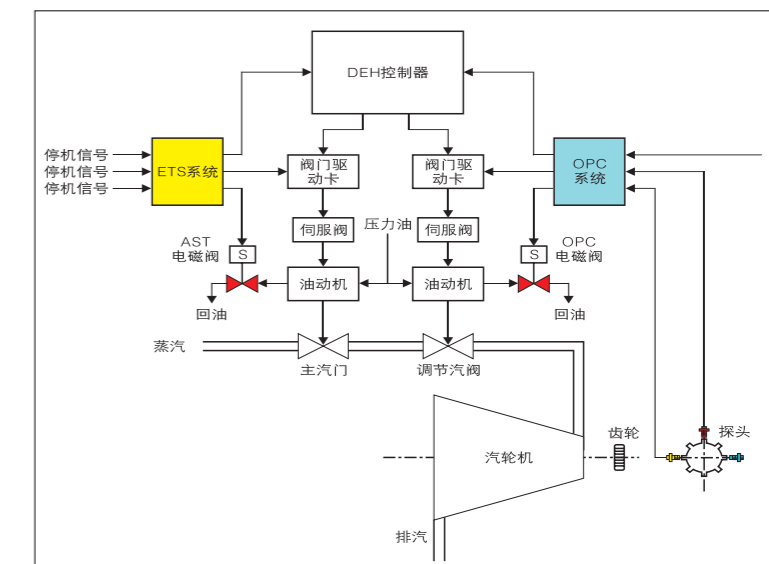 DEH控制器
停机信号
停机信号
停机信号
ETS系统
阀门驱
动卡
阀门驱
动卡
OPC
系统
伺服阀
压力油
伺服阀
AST
电磁阀
S
OPC
电磁阀
S
油动机
油动机
回油
回油
蒸汽
主汽门
调节汽阀
汽轮机
齿轮
探头
排汽